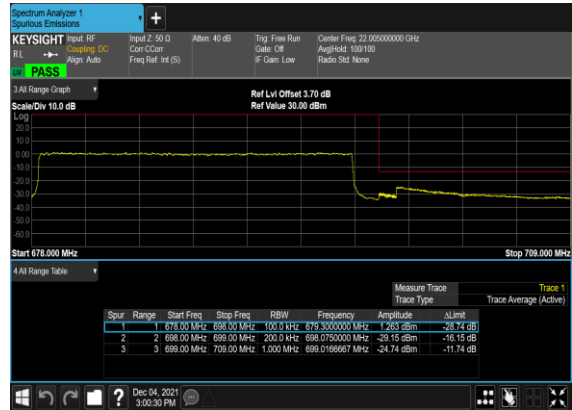 Spectrum Analyzer 1
Spurious Emissions
+
KEYSIGHT Input: RF Input Z: 50 Ω Atten: 40 dB Trig: Free Run Center Freq: 22.005000000 GHz
RL Coupling: DC Corr CCorr Gate: Off Avg|Hold: 100/100
Align: Auto Freq Ref: Int (S) IF Gain: Low Radio Std: None
LW PASS
3 All Range Graph
Ref Lvl Offset 3.70 dB
Scale/Div 10.0 dB Ref Value 30.00 dBm
Log
20.0
10.0
0.00
-10.0
-20.0
-30.0
-40.0
-50.0
-60.0
Start 678.000 MHz Stop 709.000 MHz
4 All Range Table
Measure Trace Trace 1
Trace Type Trace Average (Active)
Spur Range Start Freq Stop Freq RBW Frequency Amplitude ΔLimit
1 1 678.00 MHz 698.00 MHz 100.0 kHz 679.3000000 MHz 1.263 dBm -28.74 dB
2 2 698.00 MHz 699.00 MHz 200.0 kHz 698.0750000 MHz -29.15 dBm -16.15 dB
3 3 699.00 MHz 709.00 MHz 1.000 MHz 699.0166667 MHz -24.74 dBm -11.74 dB
? Dec 04, 2021
3:00:30 PM